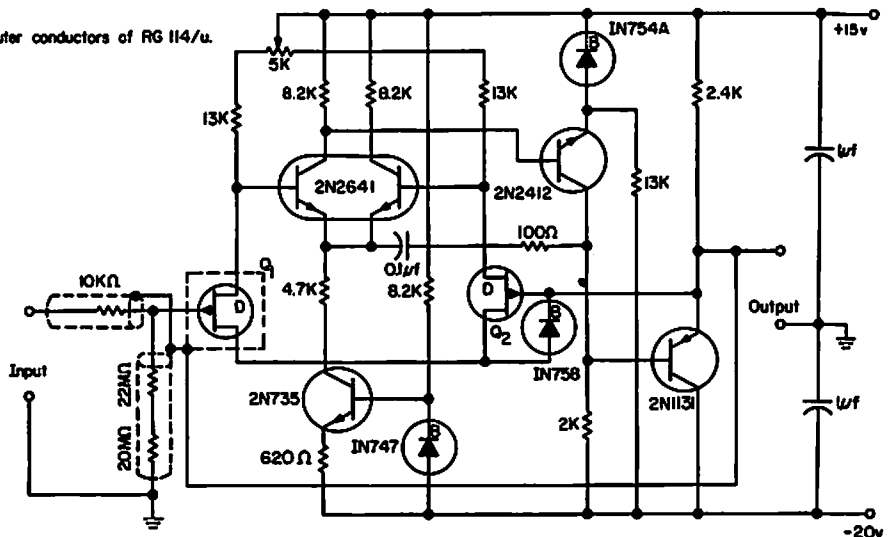 uter conductors of RG 114/u.
IN754A
+15v
5K
8.2K
8.2K
13K
2.4K
13K
2N2641
2N2412
13K
1μf
100Ω
Q1
0.1μf
10KΩ
4.7K
8.2K
D
D
Q2
B
B
B
Output
Input
22MΩ
20MΩ
2N735
IN747
IN758
2N1131
2K
1μf
620Ω
-20v